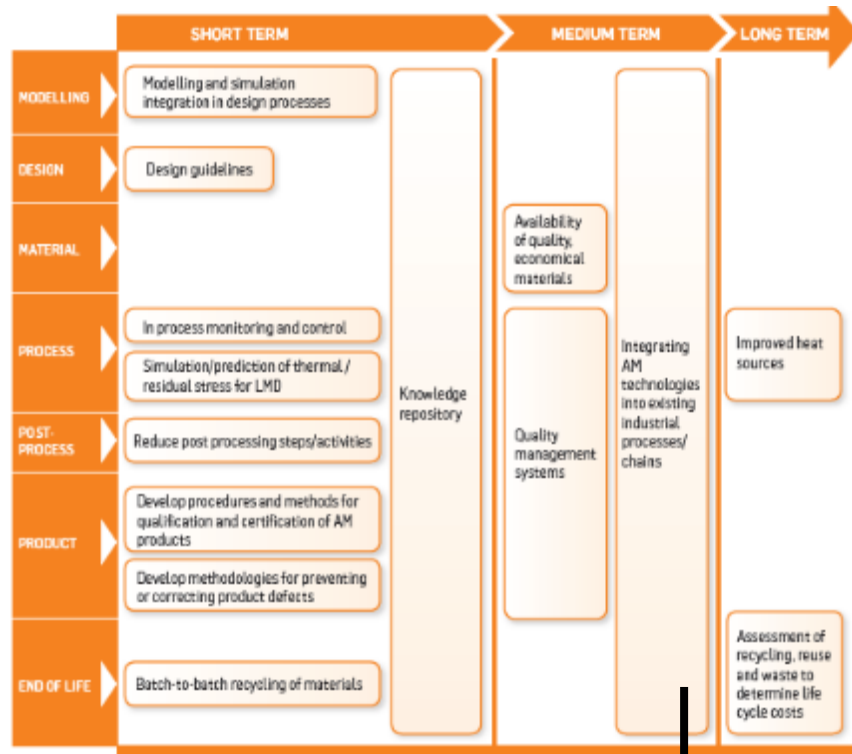 SHORT TERM
MEDIUM TERM
LONG TERM
MODELLING
Modelling and simulation
integration in design processes
DESIGN
Design guidelines
MATERIAL
Availability
of quality,
economical
materials
PROCESS
In process monitoring and control
Simulation/prediction of thermal/
residual stress for LMD
Knowledge
repository
Integrating
AM
technologies
into existing
industrial
processes/
chains
Improved heat
sources
POST-
PROCESS
Reduce post processing steps/activities
Quality
management
systems
PRODUCT
Develop procedures and methods for
qualification and certification of AM
products
Develop methodologies for preventing
or correcting product defects
END OF LIFE
Batch-to-batch recycling of materials
Assessment of
recycling, reuse
and waste to
determine life
cycle costs